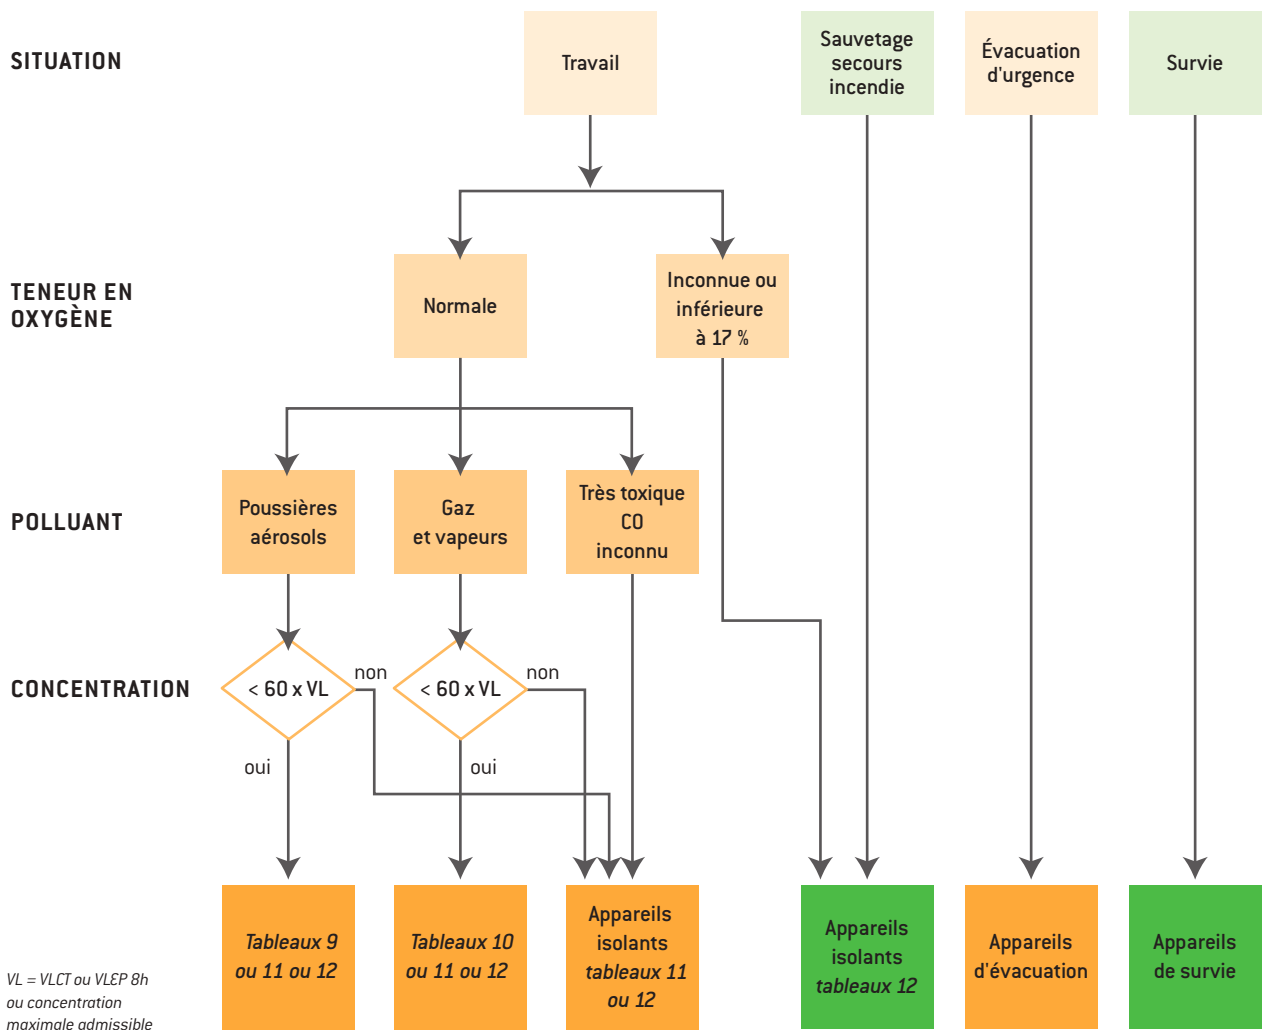 SITUATION
Travail
Sauvetage
secours
incendie
Évacuation
d'urgence
Survie
TENEUR EN
OXYGÈNE
Normale
Inconnue ou
inférieure
à 17 %
POLLUANT
Poussières
aérosols
Gaz
et vapeurs
Très toxique
CO
inconnu
CONCENTRATION
< 60 x VL
non
< 60 x VL
non
oui
oui
Tableaux 9
ou 11 ou 12
Tableaux 10
ou 11 ou 12
Appareils
isolants
tableaux 11
ou 12
Appareils
isolants
tableaux 12
Appareils
d'évacuation
Appareils
de survie
VL = VLCT ou VLEP 8h
ou concentration
maximale admissible